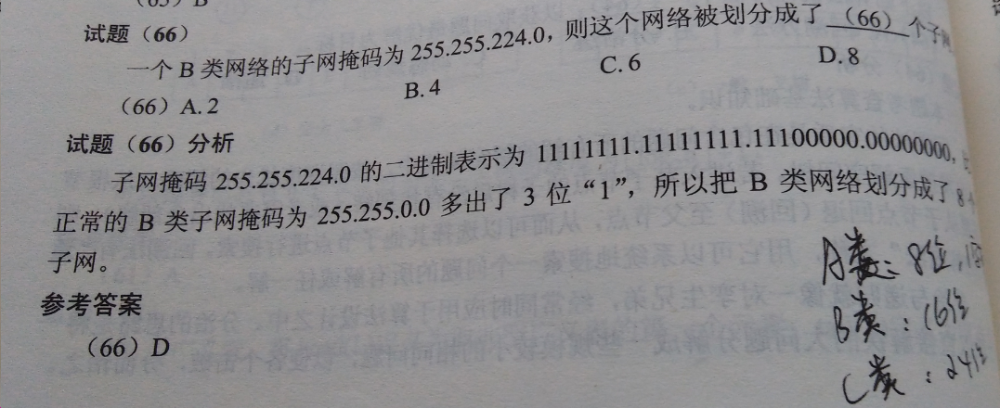 (65) B
试题（66）
一个 B 类网络的子网掩码为 255.255.224.0，则这个网络被划分成了 （66） 个子网
（66）A. 2 B. 4 C. 6 D. 8
试题（66）分析
子网掩码 255.255.224.0 的二进制表示为 11111111.11111111.11100000.00000000，
正常的 B 类子网掩码为 255.255.0.0 多出了 3 位“1”，所以把 B 类网络划分成了 8
子网。
参考答案
（66）D
A类：8位，
B类：16位
C类：24位